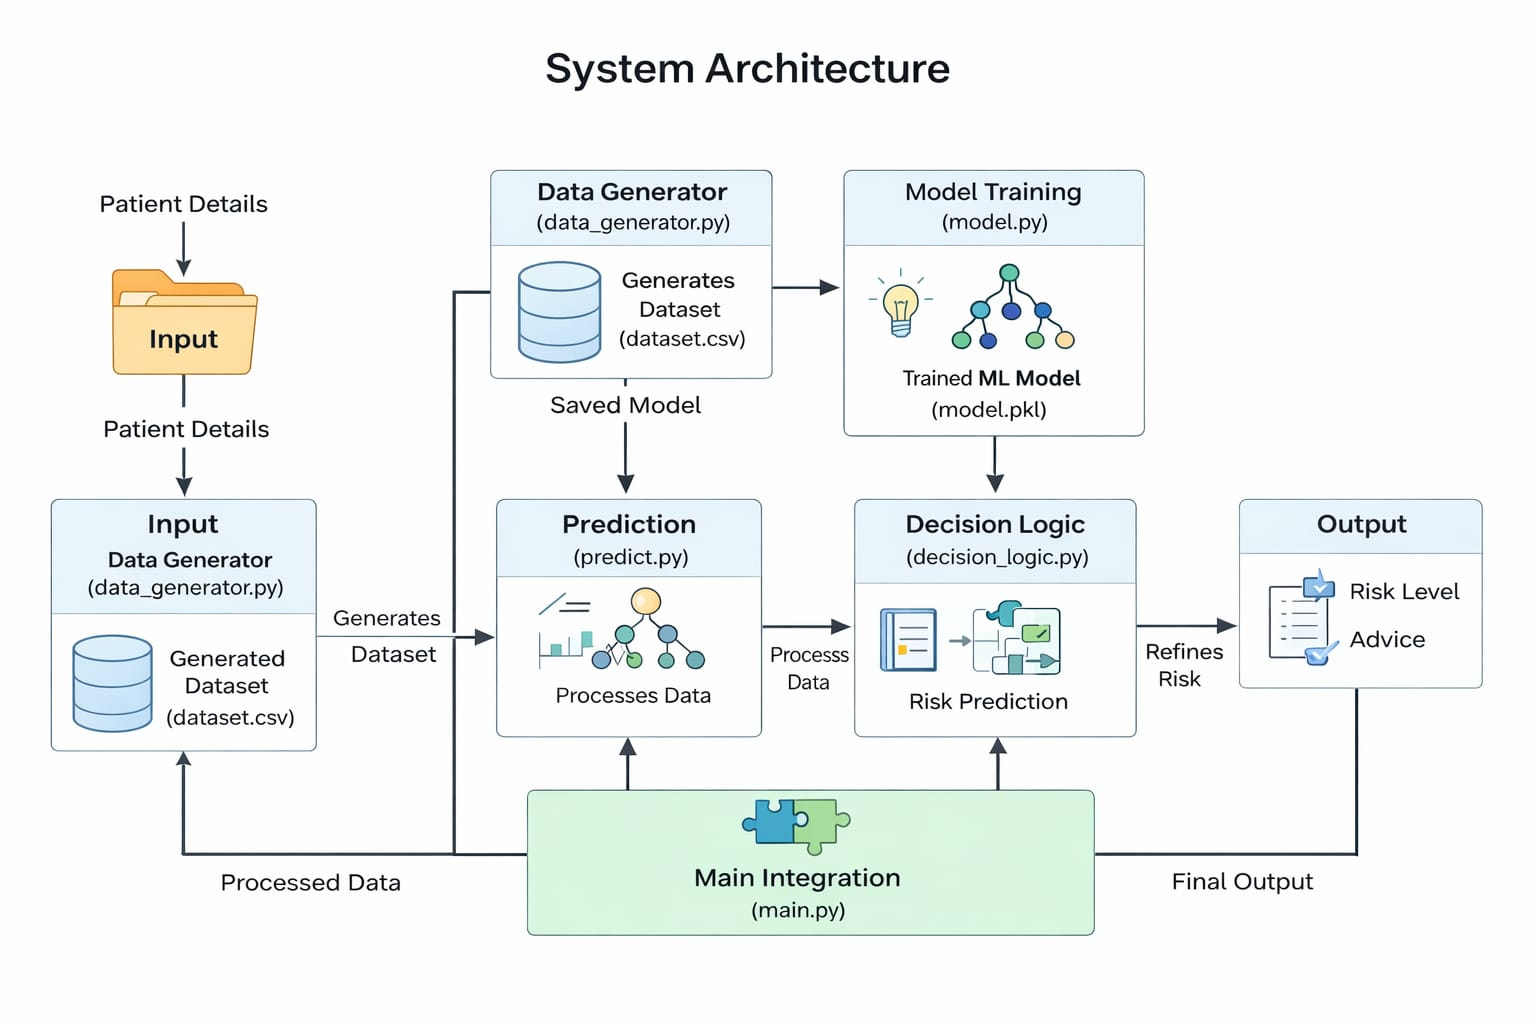 System Architecture
Patient Details
Input
Patient Details
Input
Data Generator
(data_generator.py)
Generated
Dataset
(dataset.csv)
Generates
Dataset
Data Generator
(data_generator.py)
Generates
Dataset
(dataset.csv)
Saved Model
Model Training
(model.py)
Trained ML Model
(model.pkl)
Prediction
(predict.py)
Processes Data
Processs
Data
Decision Logic
(decision_logic.py)
Risk Prediction
Refines
Risk
Output
Risk Level
Advice
Processed Data
Main Integration
(main.py)
Final Output